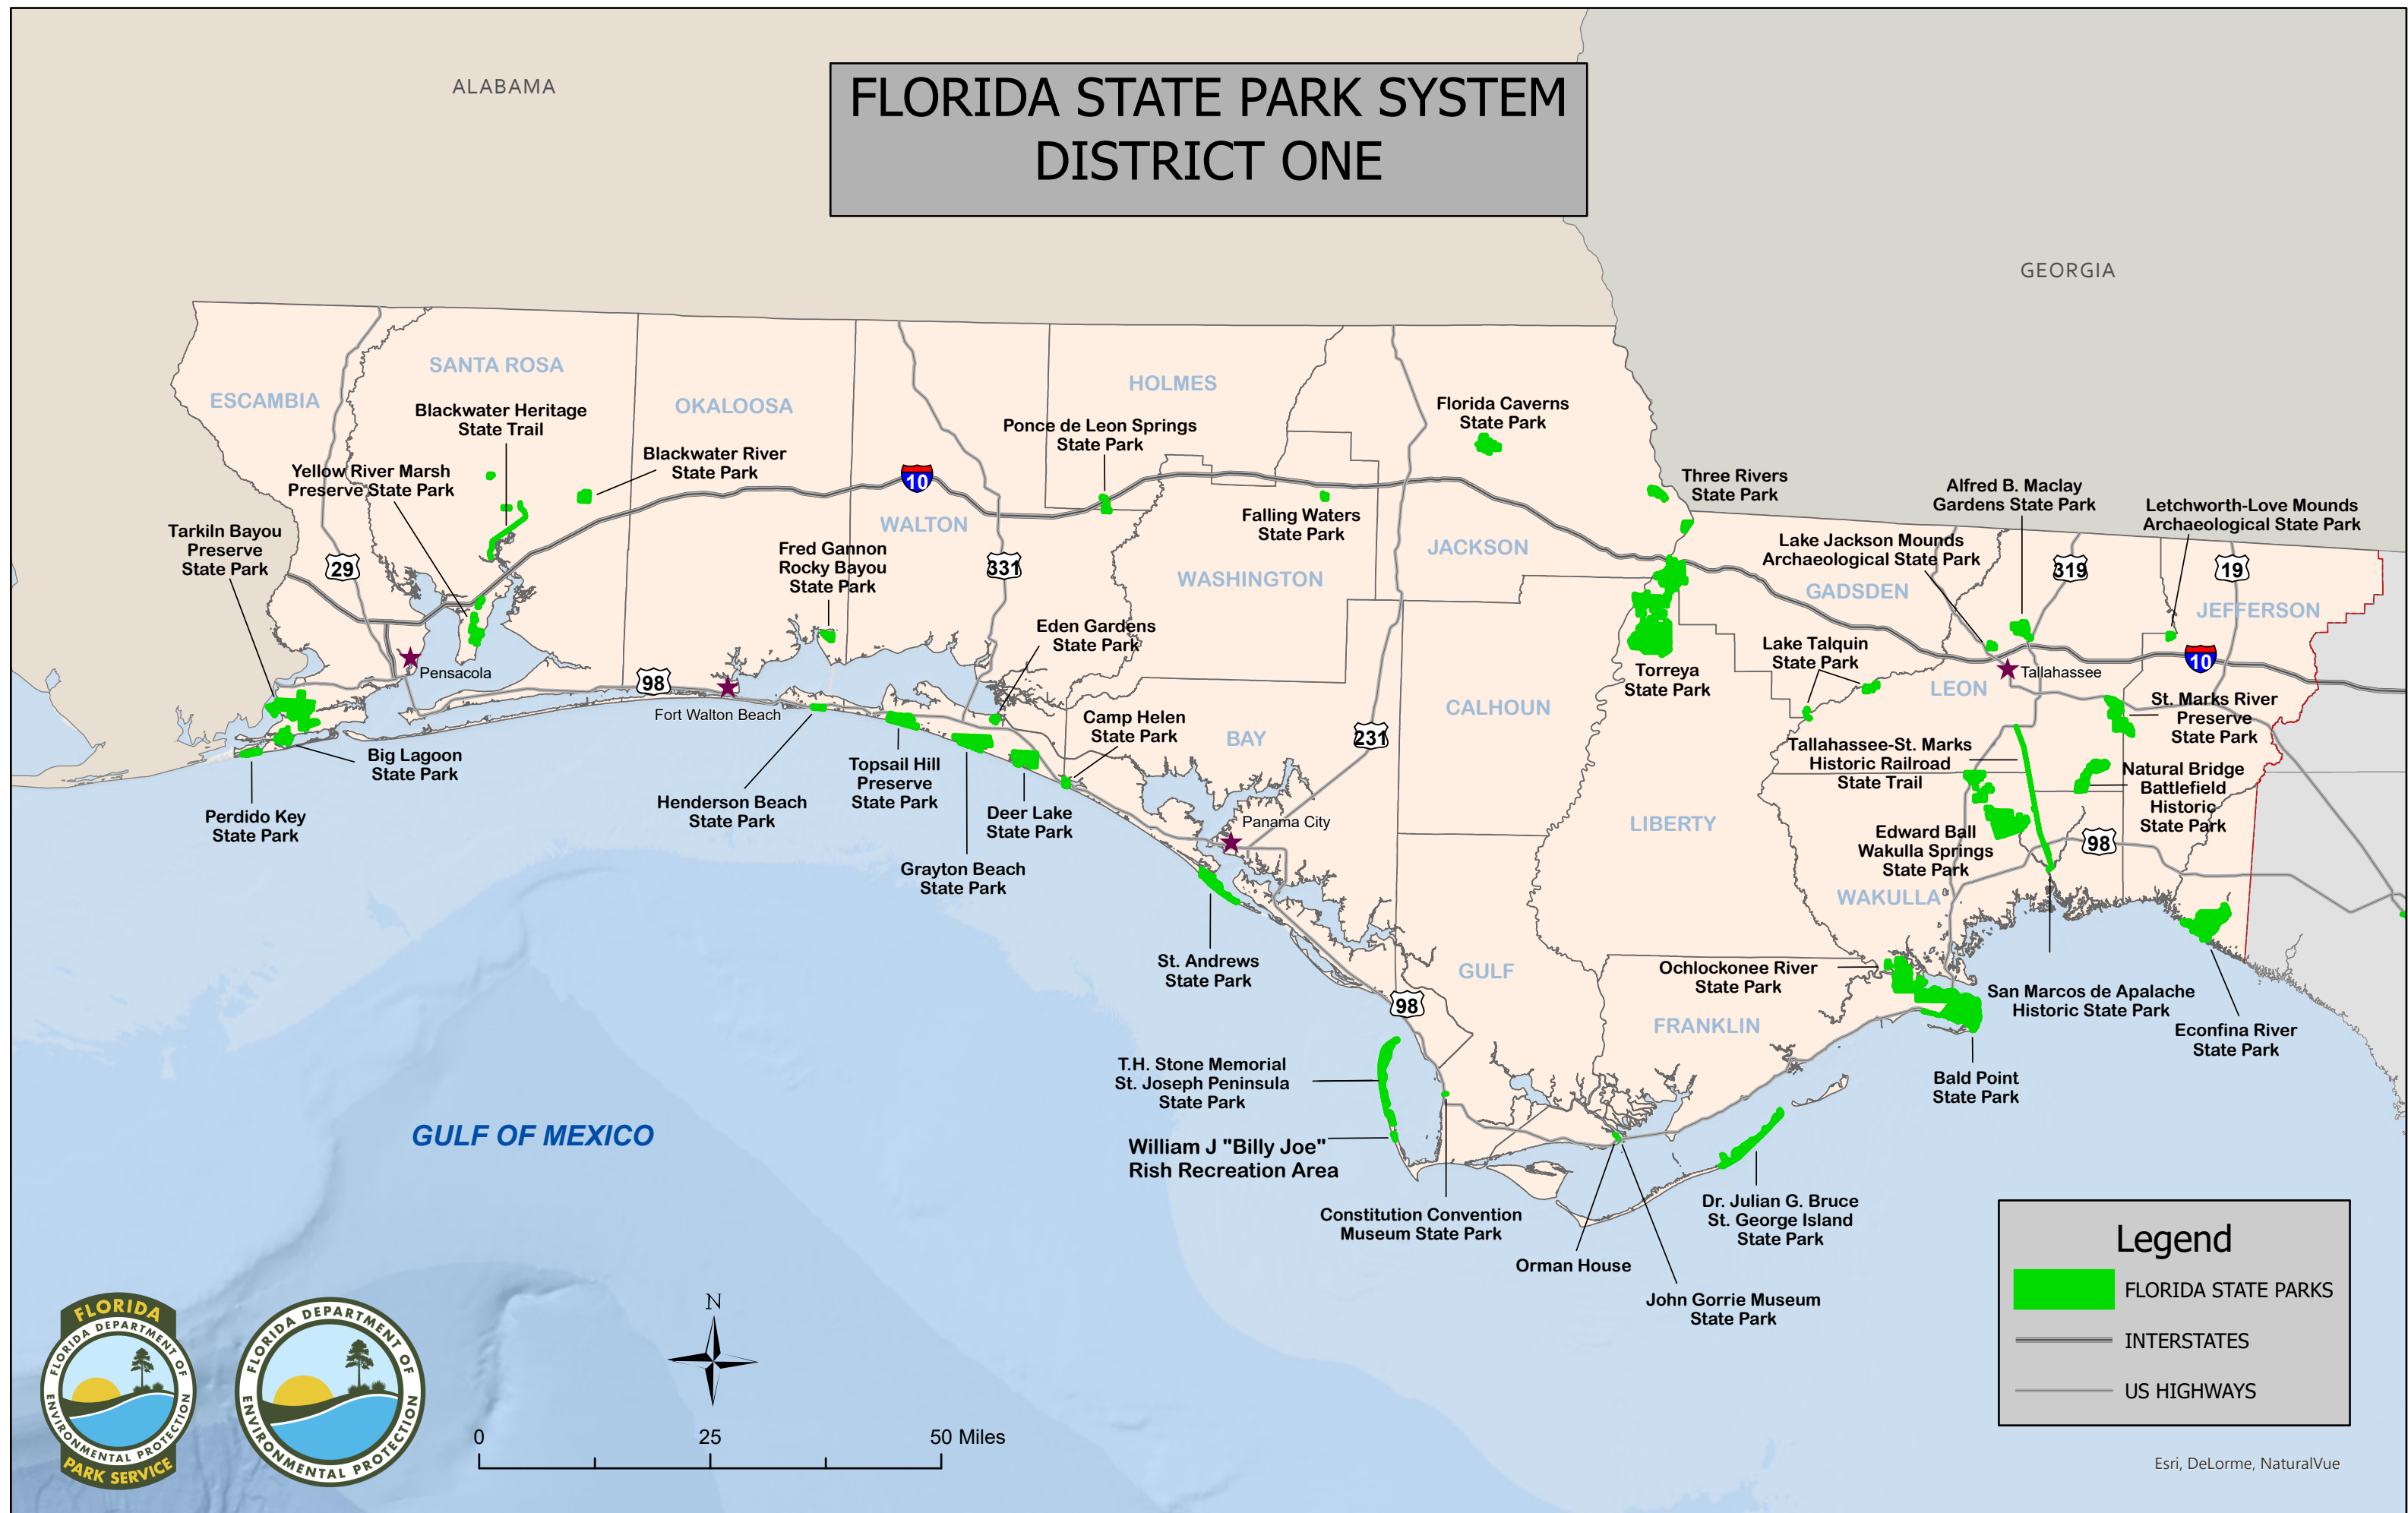 FLORIDA STATE PARK SYSTEM
DISTRICT ONE
ALABAMA
GEORGIA
ESCAMBIA
SANTA ROSA
OKALOOSA
WALTON
HOLMES
WASHINGTON
JACKSON
BAY
CALHOUN
GULF
LIBERTY
GADSDEN
LEON
WAKULLA
FRANKLIN
JEFFERSON
Blackwater Heritage
State Trail
Yellow River Marsh
Preserve State Park
Blackwater River
State Park
Tarkiln Bayou
Preserve
State Park
Fred Gannon
Rocky Bayou
State Park
Ponce de Leon Springs
State Park
Falling Waters
State Park
Florida Caverns
State Park
Three Rivers
State Park
Alfred B. Maclay
Gardens State Park
Letchworth-Love Mounds
Archaeological State Park
Lake Jackson Mounds
Archaeological State Park
Eden Gardens
State Park
Lake Talquin
State Park
Torreya
State Park
Camp Helen
State Park
St. Marks River
Preserve
State Park
Tallahassee-St. Marks
Historic Railroad
State Trail
Natural Bridge
Battlefield
Historic
State Park
Edward Ball
Wakulla Springs
State Park
Big Lagoon
State Park
Perdido Key
State Park
Henderson Beach
State Park
Topsail Hill
Preserve
State Park
Grayton Beach
State Park
Deer Lake
State Park
St. Andrews
State Park
Ochlockonee River
State Park
San Marcos de Apalache
Historic State Park
Econfina River
State Park
Bald Point
State Park
T.H. Stone Memorial
St. Joseph Peninsula
State Park
William J "Billy Joe"
Rish Recreation Area
Constitution Convention
Museum State Park
Orman House
John Gorrie Museum
State Park
Dr. Julian G. Bruce
St. George Island
State Park
Pensacola
Fort Walton Beach
Panama City
Tallahassee
29
10
331
98
231
98
319
19
10
98
GULF OF MEXICO
N
0
25
50 Miles
FLORIDA
FLORIDA DEPARTMENT OF
ENVIRONMENTAL PROTECTION
PARK SERVICE
FLORIDA DEPARTMENT OF
ENVIRONMENTAL PROTECTION
Legend
FLORIDA STATE PARKS
INTERSTATES
US HIGHWAYS
Esri, DeLorme, NaturalVue